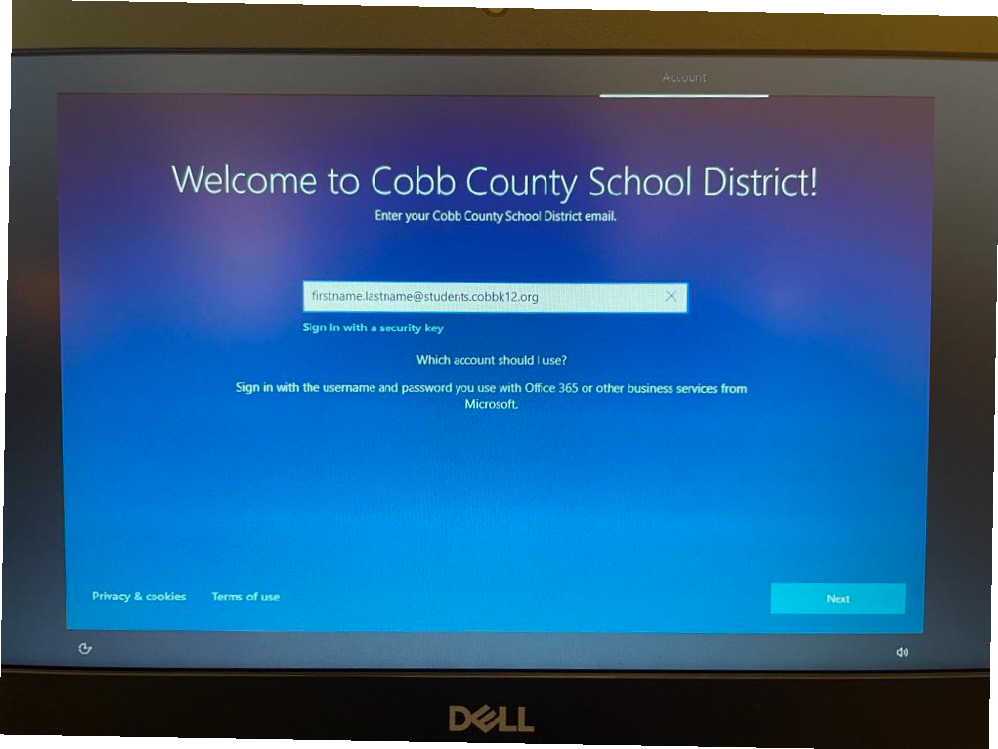 Account
Welcome to Cobb County School District!
Enter your Cobb County School District email.
firstname.lastname@students.cobbk12.org
Sign in with a security key
Which account should I use?
Sign in with the username and password you use with Office 365 or other business services from
Microsoft.
Privacy & cookies
Terms of use
Next
DELL